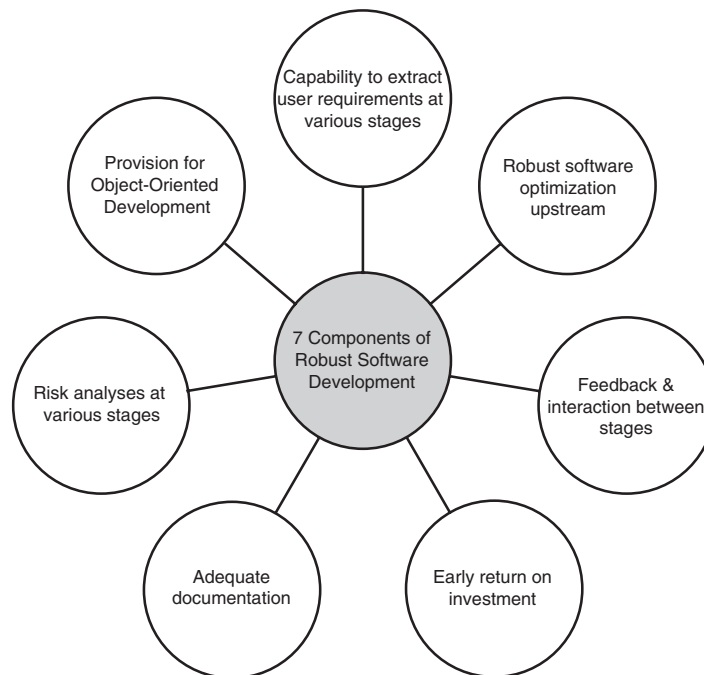 Capability to extract
user requirements at
various stages
Robust software
optimization
upstream
Feedback &
interaction between
stages
Early return on
investment
Adequate
documentation
Risk analyses at
various stages
Provision for
Object-Oriented
Development
7 Components of
Robust Software
Development